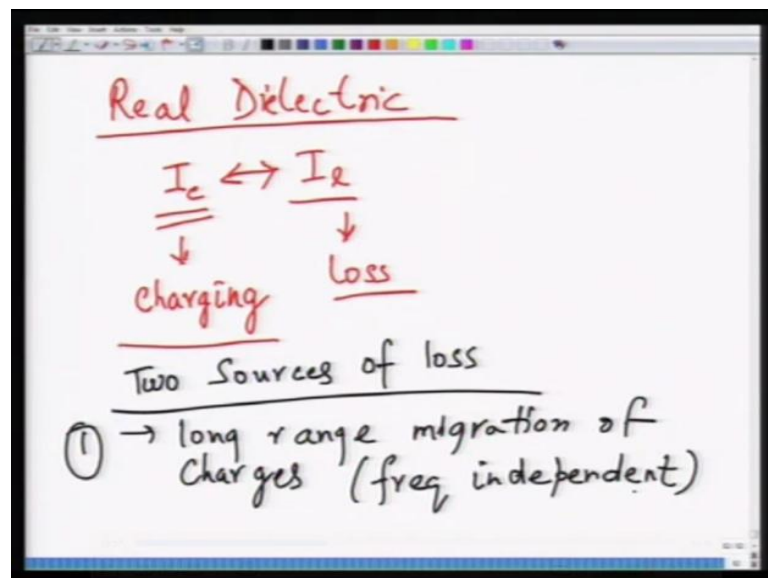 Real Dielectric
Ic ↔ Il
↓ ↓
charging loss
Two Sources of loss
① → long range migration of
Charges (freq independent)